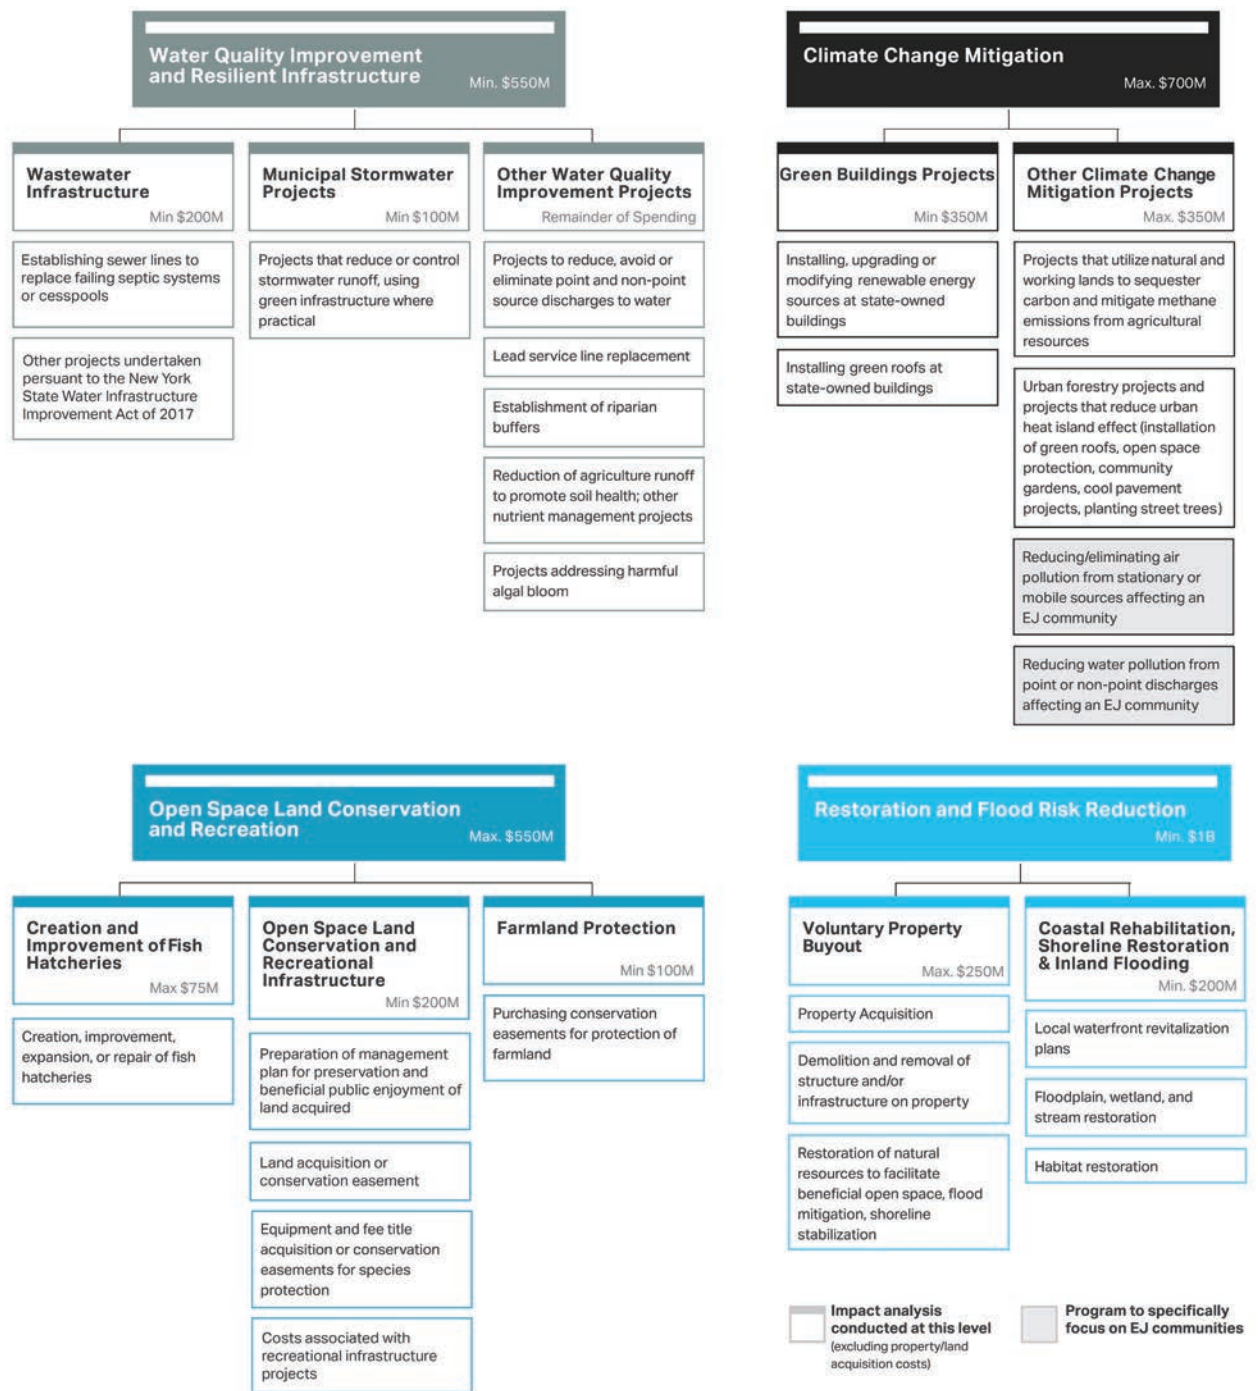 Water Quality Improvement
and Resilient Infrastructure
Min. $550M
Wastewater
Infrastructure
Min $200M
Establishing sewer lines to
replace failing septic systems
or cesspools
Other projects undertaken
persuant to the New York
State Water Infrastructure
Improvement Act of 2017
Municipal Stormwater
Projects
Min $100M
Projects that reduce or control
stormwater runoff, using
green infrastructure where
practical
Other Water Quality
Improvement Projects
Remainder of Spending
Projects to reduce, avoid or
eliminate point and non-point
source discharges to water
Lead service line replacement
Establishment of riparian
buffers
Reduction of agriculture runoff
to promote soil health; other
nutrient management projects
Projects addressing harmful
algal bloom
Climate Change Mitigation
Max. $700M
Green Buildings Projects
Min $350M
Installing, upgrading or
modifying renewable energy
sources at state-owned
buildings
Installing green roofs at
state-owned buildings
Other Climate Change
Mitigation Projects
Max. $350M
Projects that utilize natural and
working lands to sequester
carbon and mitigate methane
emissions from agricultural
resources
Urban forestry projects and
projects that reduce urban
heat island effect (installation
of green roofs, open space
protection, community
gardens, cool pavement
projects, planting street trees)
Reducing/eliminating air
pollution from stationary or
mobile sources affecting an
EJ community
Reducing water pollution from
point or non-point discharges
affecting an EJ community
Open Space Land Conservation
and Recreation
Max. $550M
Creation and
Improvement of Fish
Hatcheries
Max $75M
Creation, improvement,
expansion, or repair of fish
hatcheries
Open Space Land
Conservation and
Recreational
Infrastructure
Min $200M
Preparation of management
plan for preservation and
beneficial public enjoyment of
land acquired
Land acquisition or
conservation easement
Equipment and fee title
acquisition or conservation
easements for species
protection
Costs associated with
recreational infrastructure
projects
Farmland Protection
Min $100M
Purchasing conservation
easements for protection of
farmland
Restoration and Flood Risk Reduction
Min. $1B
Voluntary Property
Buyout
Max. $250M
Property Acquisition
Demolition and removal of
structure and/or
infrastructure on property
Restoration of natural
resources to facilitate
beneficial open space, flood
mitigation, shoreline
stabilization
Coastal Rehabilitation,
Shoreline Restoration
& Inland Flooding
Min. $200M
Local waterfront revitalization
plans
Floodplain, wetland, and
stream restoration
Habitat restoration
Impact analysis
conducted at this level
(excluding property/land
acquisition costs)
Program to specifically
focus on EJ communities